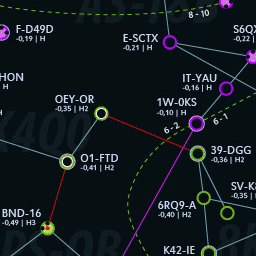 8 - 10
F-D49D
-0,19 | H
E-SCTX
-0,21 | H
S6QX
-0,22 |
HON
| H
IT-YAU
-0,16 | H
OEY-OR
-0,35 | H2
1W-0KS
-0,10 | H
6 - 2
6 - 1
O1-FTD
-0,41 | H2
39-DGG
-0,36 | H2
BND-16
-0,49 | H3
6RQ9-A
-0,40 | H2
SV-K
-0,35 |
K42-IE